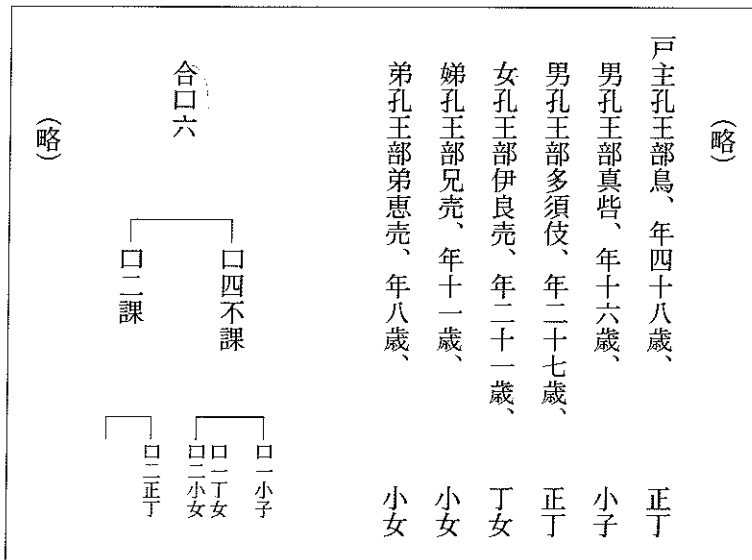 （略）
戸主孔王部鳥、年四十八歳、 正丁
男孔王部真呰、年十六歳、 小子
男孔王部多須伎、年二十七歳、 正丁
女孔王部伊良売、年二十一歳、 丁女
娣孔王部兄売、年十一歳、 小女
弟孔王部弟恵売、年八歳、 小女
合口六
口四不課
口一小子
口一丁女
口二小女
口二課
口二正丁
（略）